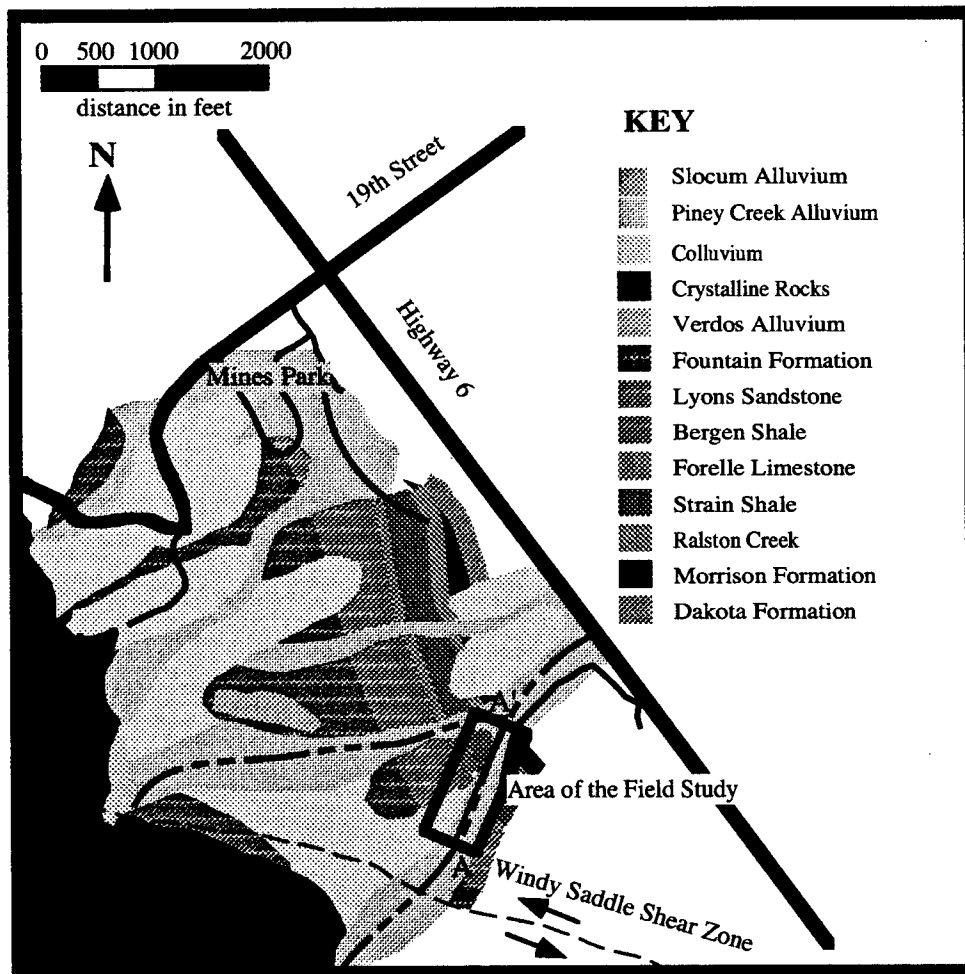 0 500 1000 2000
distance in feet
N
19th Street
Highway 6
Mines Park
KEY
Slocum Alluvium
Piney Creek Alluvium
Colluvium
Crystalline Rocks
Verdos Alluvium
Fountain Formation
Lyons Sandstone
Bergen Shale
Forelle Limestone
Strain Shale
Ralston Creek
Morrison Formation
Dakota Formation
A'
Area of the Field Study
A
Windy Saddle Shear Zone